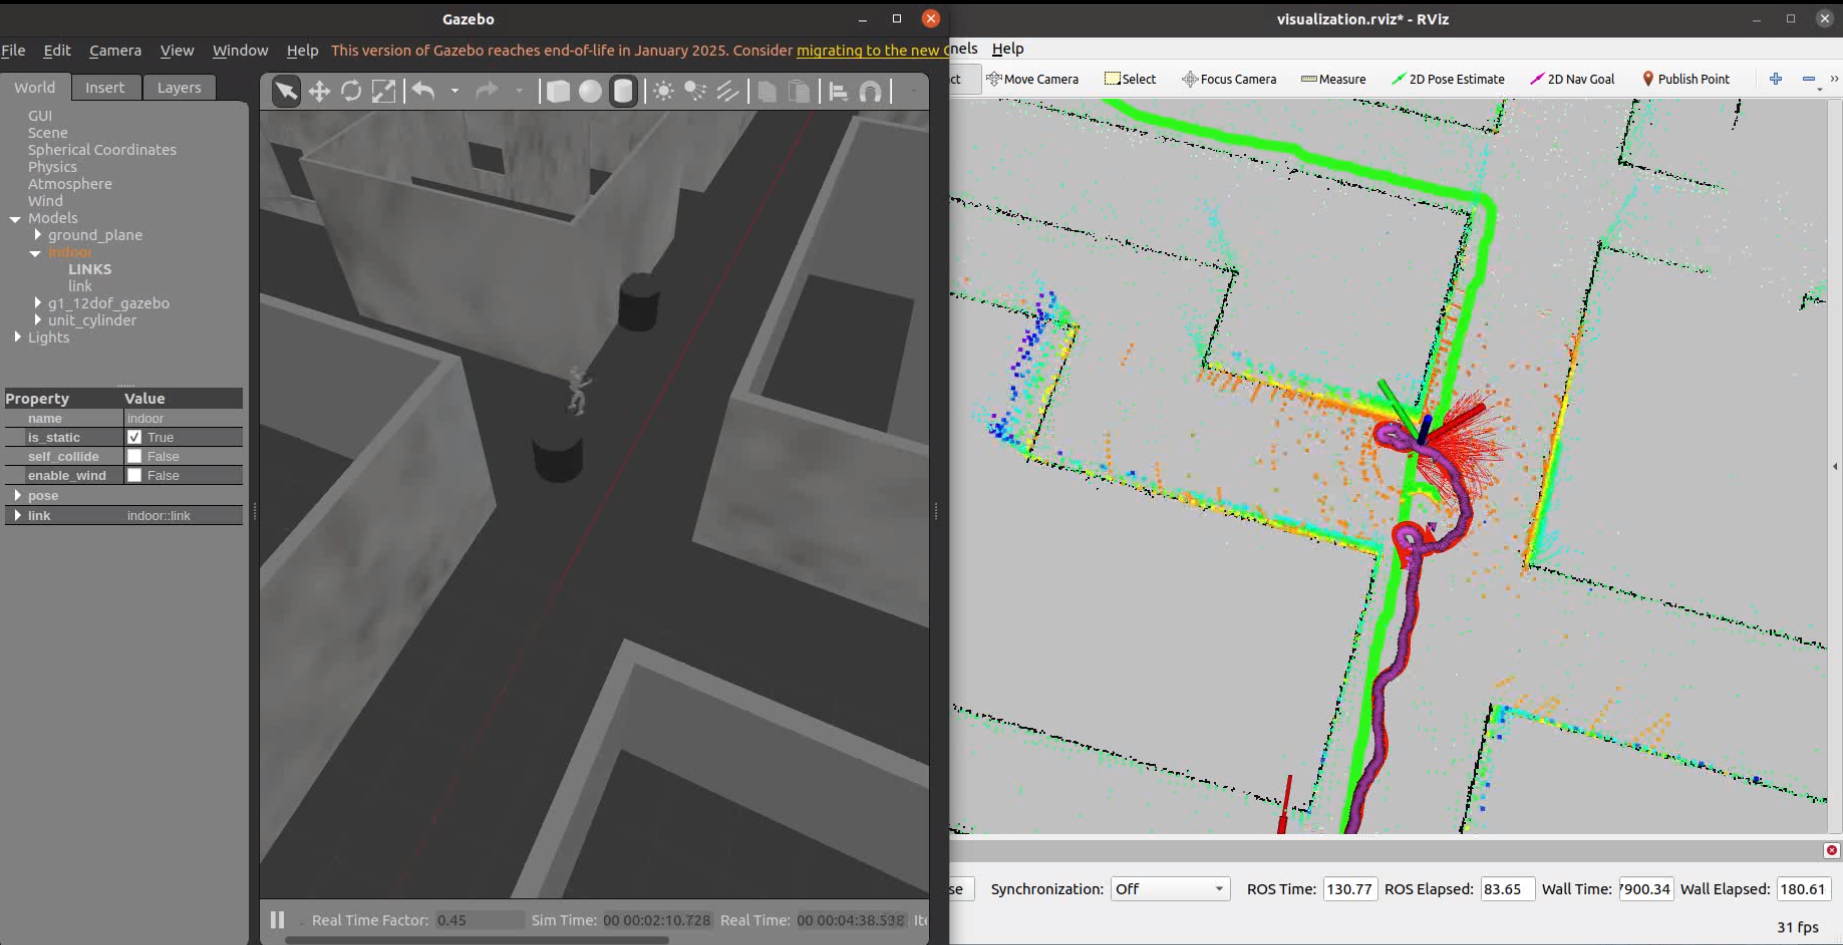 Gazebo
File Edit Camera View Window Help This version of Gazebo reaches end-of-life in January 2025. Consider migrating to the new
World Insert Layers
GUI
Scene
Spherical Coordinates
Physics
Atmosphere
Wind
Models
ground_plane
indoor
LINKS
link
g1_12dof_gazebo
unit_cylinder
Lights
Property Value
name indoor
is_static True
self_collide False
enable_wind False
pose
link indoor::link
Real Time Factor: 0.45 Sim Time: 00 00:02:10.728 Real Time: 00 00:04:38.538
visualization.rviz* - RViz
nels Help
ct Move Camera Select Focus Camera Measure 2D Pose Estimate 2D Nav Goal Publish Point
se Synchronization: Off ROS Time: 130.77 ROS Elapsed: 83.65 Wall Time: 7900.34 Wall Elapsed: 180.61
31 fps